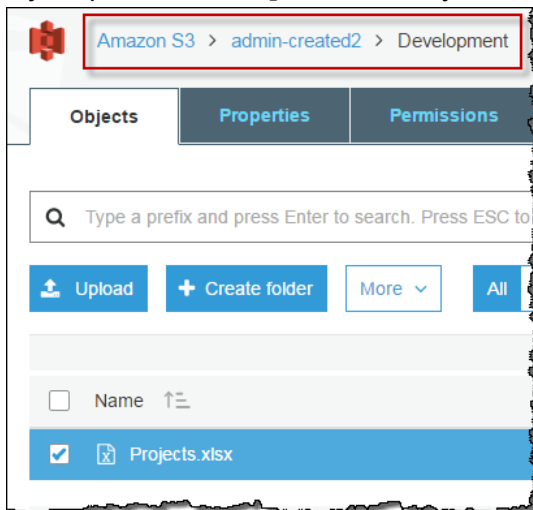 Amazon S3 > admin-created2 > Development
Objects Properties Permissions
Type a prefix and press Enter to search. Press ESC to
Upload + Create folder More All
Name
Projects.xlsx